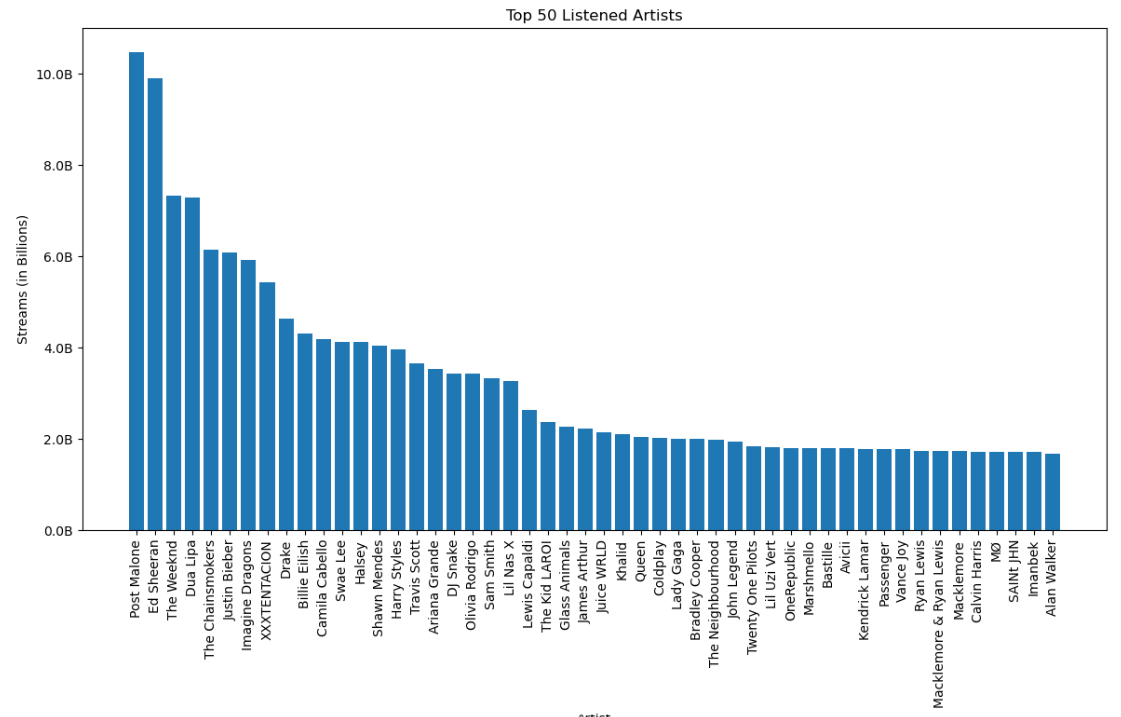 Top 50 Listened Artists
Streams (in Billions)
10.0B
8.0B
6.0B
4.0B
2.0B
0.0B
Post Malone
Ed Sheeran
The Weeknd
Dua Lipa
The Chainsmokers
Justin Bieber
Imagine Dragons
XXXTENTACION
Drake
Billie Eilish
Camila Cabello
Swae Lee
Halsey
Shawn Mendes
Harry Styles
Travis Scott
Ariana Grande
DJ Snake
Olivia Rodrigo
Sam Smith
Lil Nas X
Lewis Capaldi
The Kid LAROI
Glass Animals
James Arthur
Juice WRLD
Khalid
Queen
Coldplay
Lady Gaga
Bradley Cooper
The Neighbourhood
John Legend
Twenty One Pilots
Lil Uzi Vert
OneRepublic
Marshmello
Bastille
Avicii
Kendrick Lamar
Passenger
Vance Joy
Ryan Lewis
Macklemore & Ryan Lewis
Macklemore
Calvin Harris
MØ
SAINt JHN
Imanbek
Alan Walker
Artist